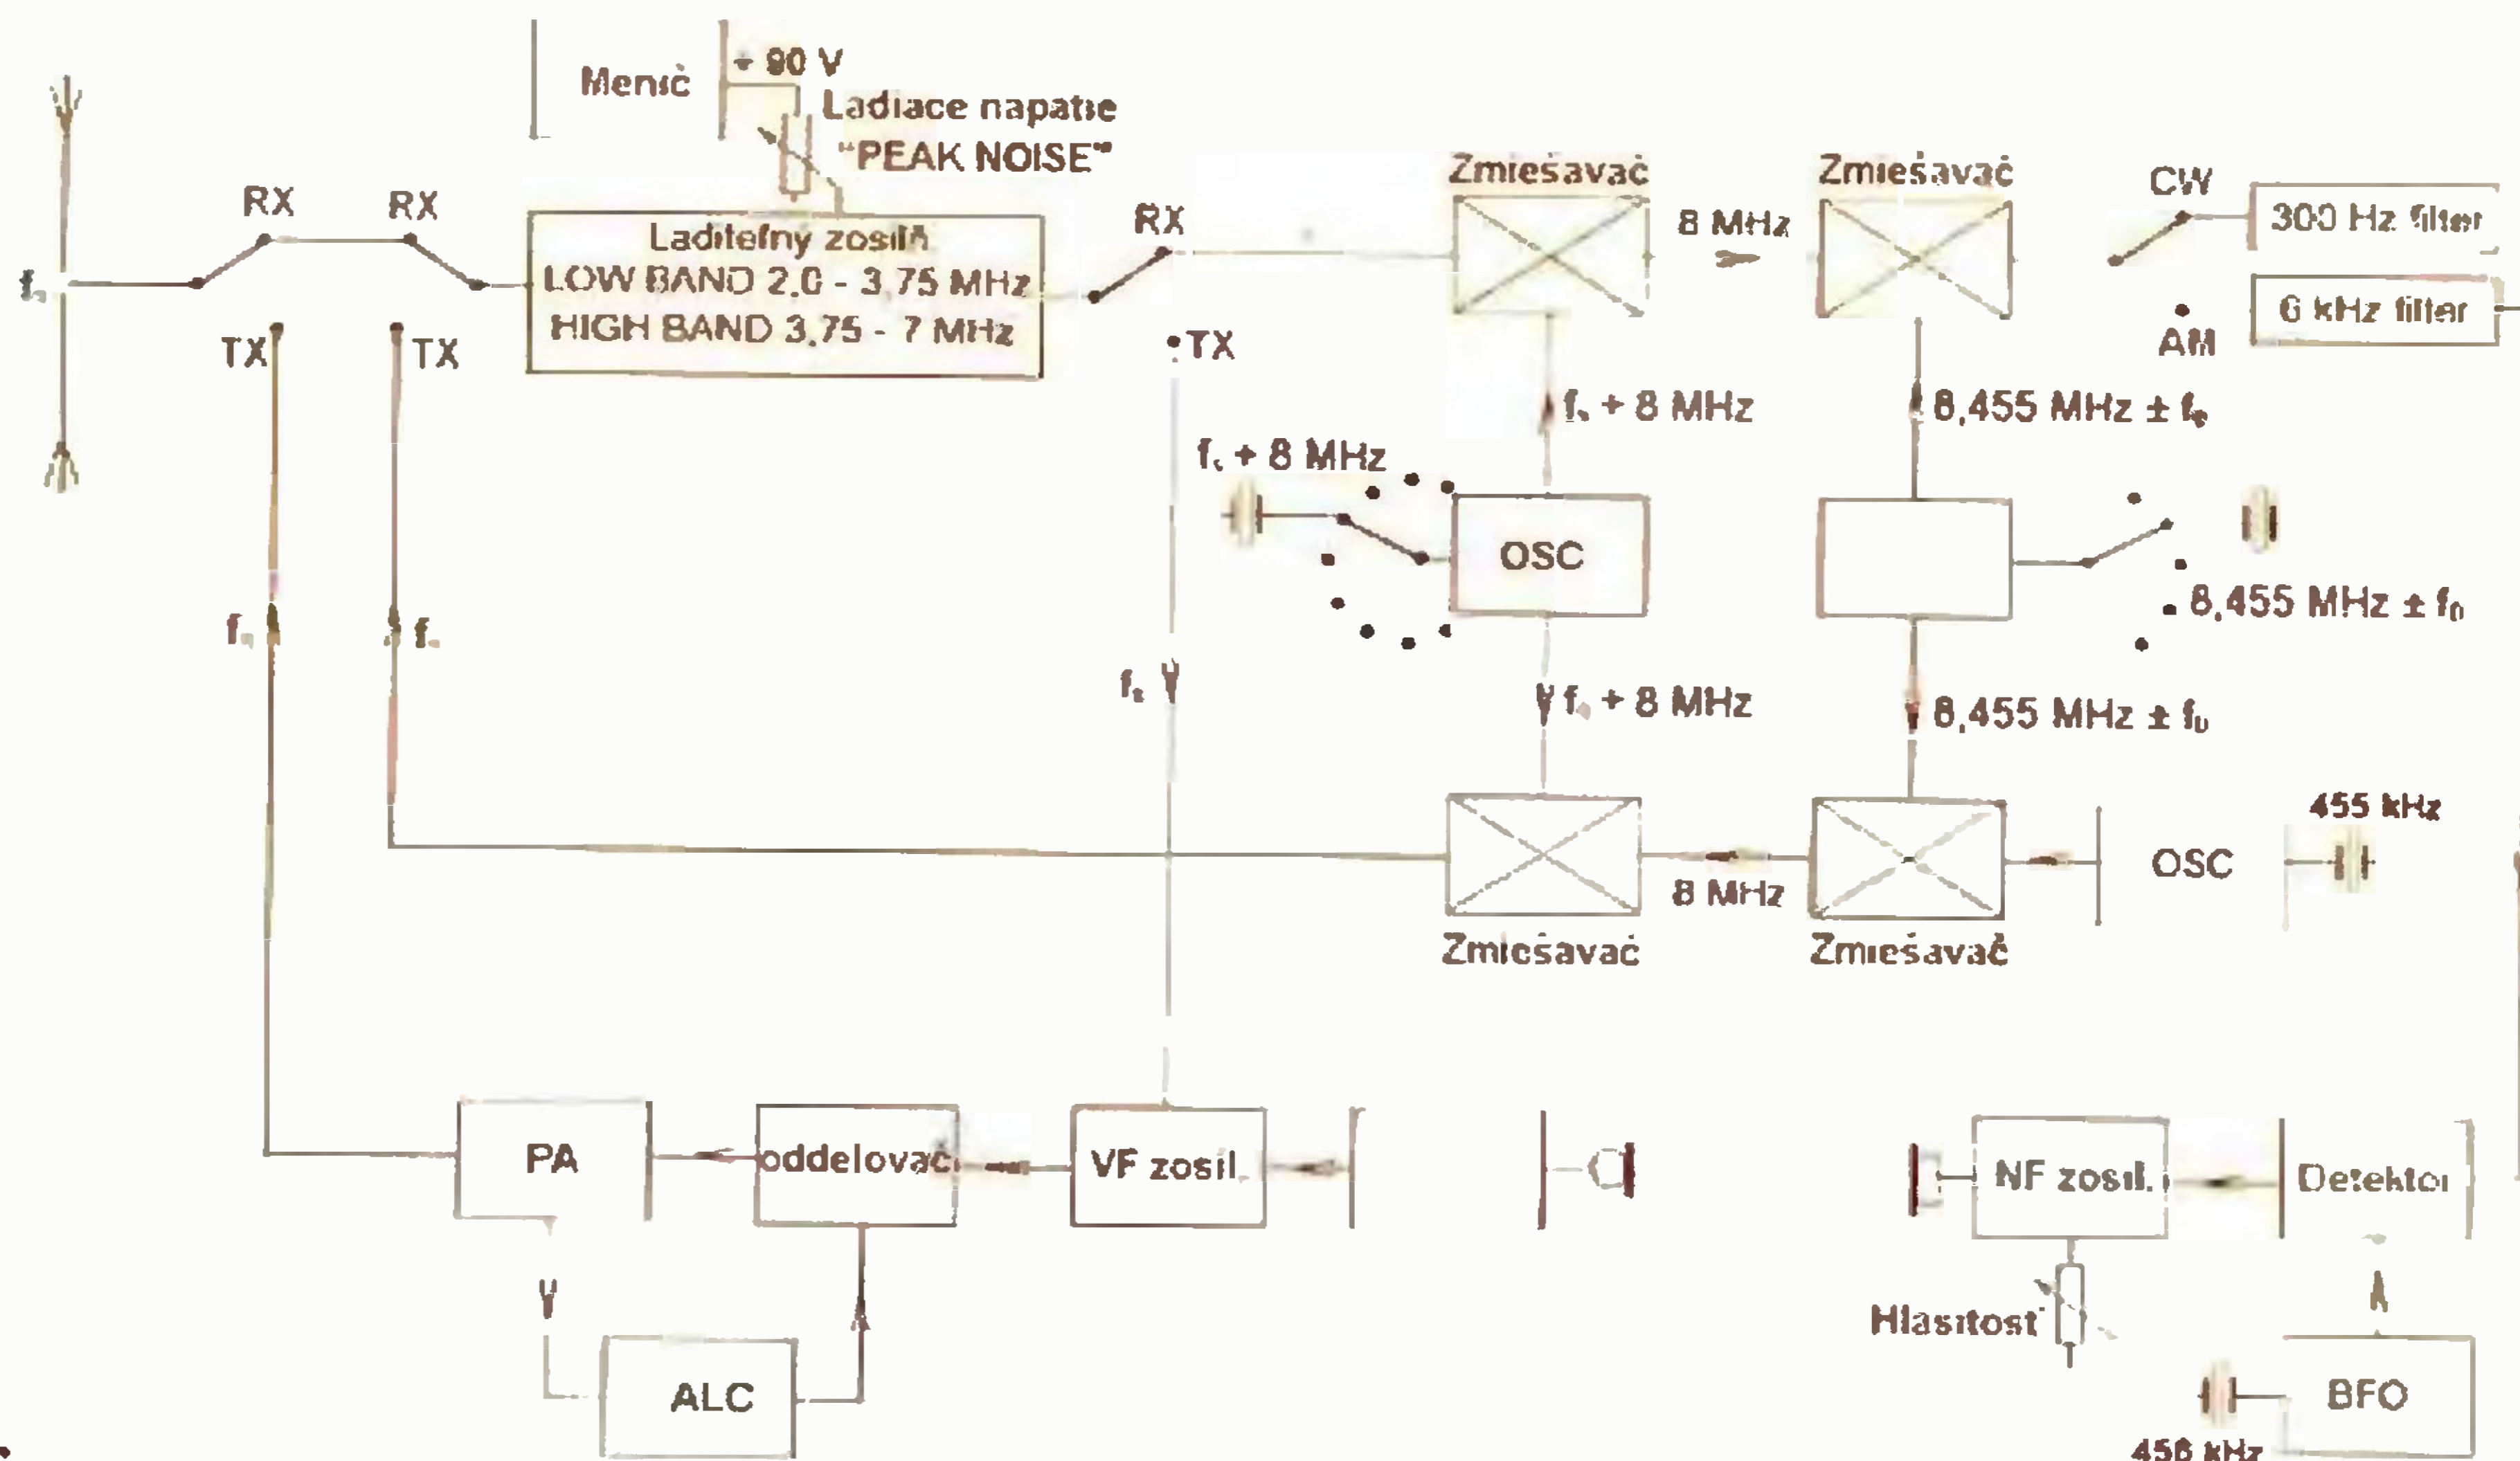 Menič
+ 90 V
Ladiace napatie
"PEAK NOISE"
RX
RX
Laditeľny zosilň
LOW BAND 2.0 - 3,75 MHz
HIGH BAND 3,75 - 7 MHz
TX
TX
RX
TX
Zmiešavač
8 MHz
Zmiešavač
CW
300 Hz filter
6 kHz filter
AM
+ 8 MHz
8,455 MHz ±
+ 8 MHz
OSC
8,455 MHz ± f₀
+ 8 MHz
8,455 MHz ±
455 kHz
OSC
8 MHz
Zmiešavač
Zmiešavač
PA
oddelovač
VF zosil.
NF zosil.
Detektor
Hlasitosť
ALC
BFO
456 kHz